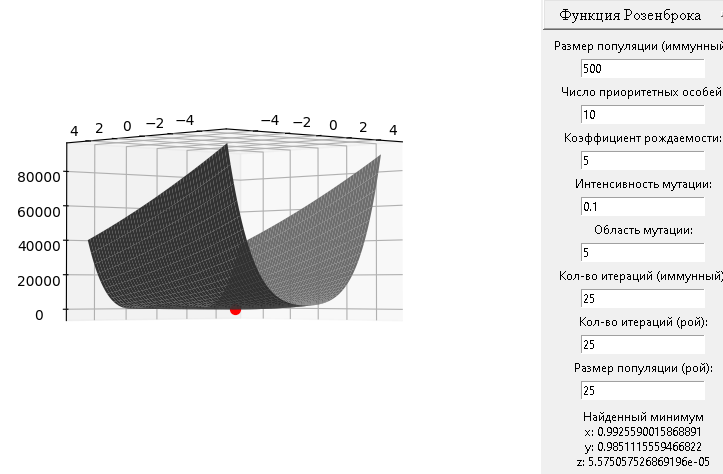 Функция Розенброка
Размер популяции (иммунный
500
Число приоритетных особей
10
Коэффициент рождаемости:
5
Интенсивность мутации:
0.1
Область мутации:
5
Кол-во итераций (иммунный)
25
Кол-во итераций (рой):
25
Размер популяции (рой):
25
Найденный минимум
x: 0.9925590015868891
y: 0.9851115559466822
z: 5.575057526869196e-05
4 2 0 −2 −4 −4 −2 0 2 4
80000
60000
40000
20000
0